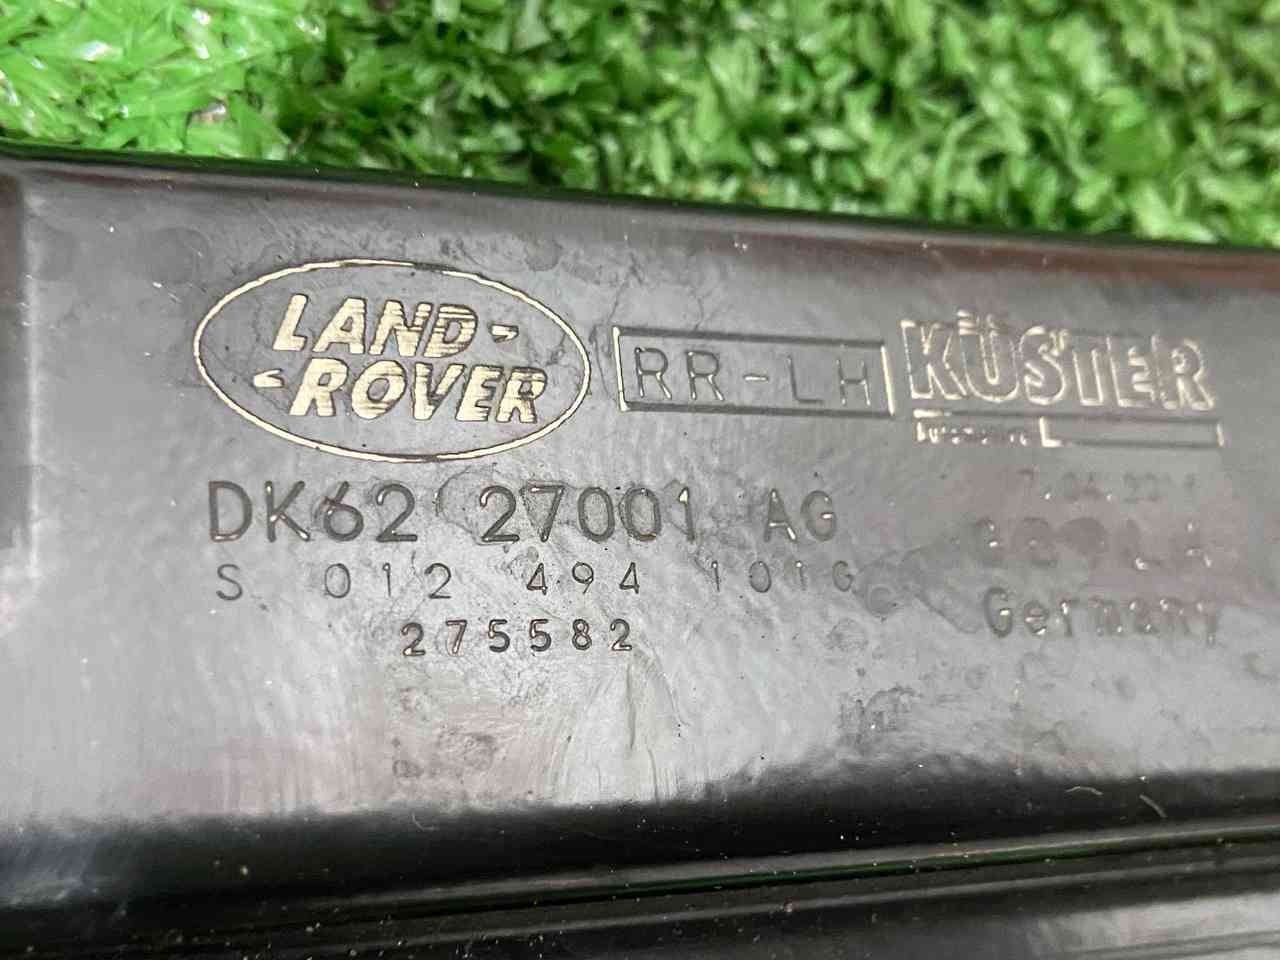 LAND-
-ROVER
RR-LH
KÜSTER
L
DK62 27001 AG
S 012 494 101G
275582
Germany